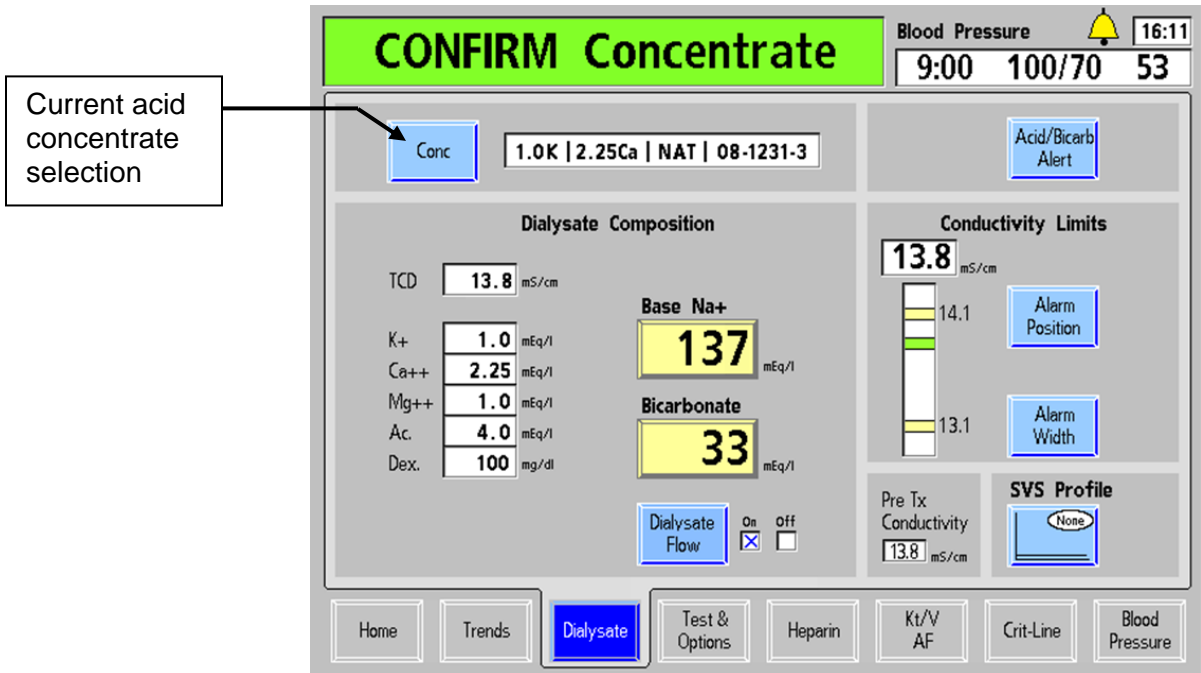 Current acid
concentrate
selection
CONFIRM Concentrate
Blood Pressure
16:11
9:00 100/70 53
Conc
1.0K | 2.25Ca | NAT | 08-1231-3
Acid/Bicarb
Alert
Dialysate Composition
TCD 13.8 mS/cm
K+ 1.0 mEq/l
Ca++ 2.25 mEq/l
Mg++ 1.0 mEq/l
Ac. 4.0 mEq/l
Dex. 100 mg/dl
Base Na+
137 mEq/l
Bicarbonate
33 mEq/l
Dialysate
Flow
On Off
Conductivity Limits
13.8 mS/cm
14.1
13.1
Alarm
Position
Alarm
Width
Pre Tx
Conductivity
13.8 mS/cm
SVS Profile
None
Home
Trends
Dialysate
Test &
Options
Heparin
Kt/V
AF
Crit-Line
Blood
Pressure